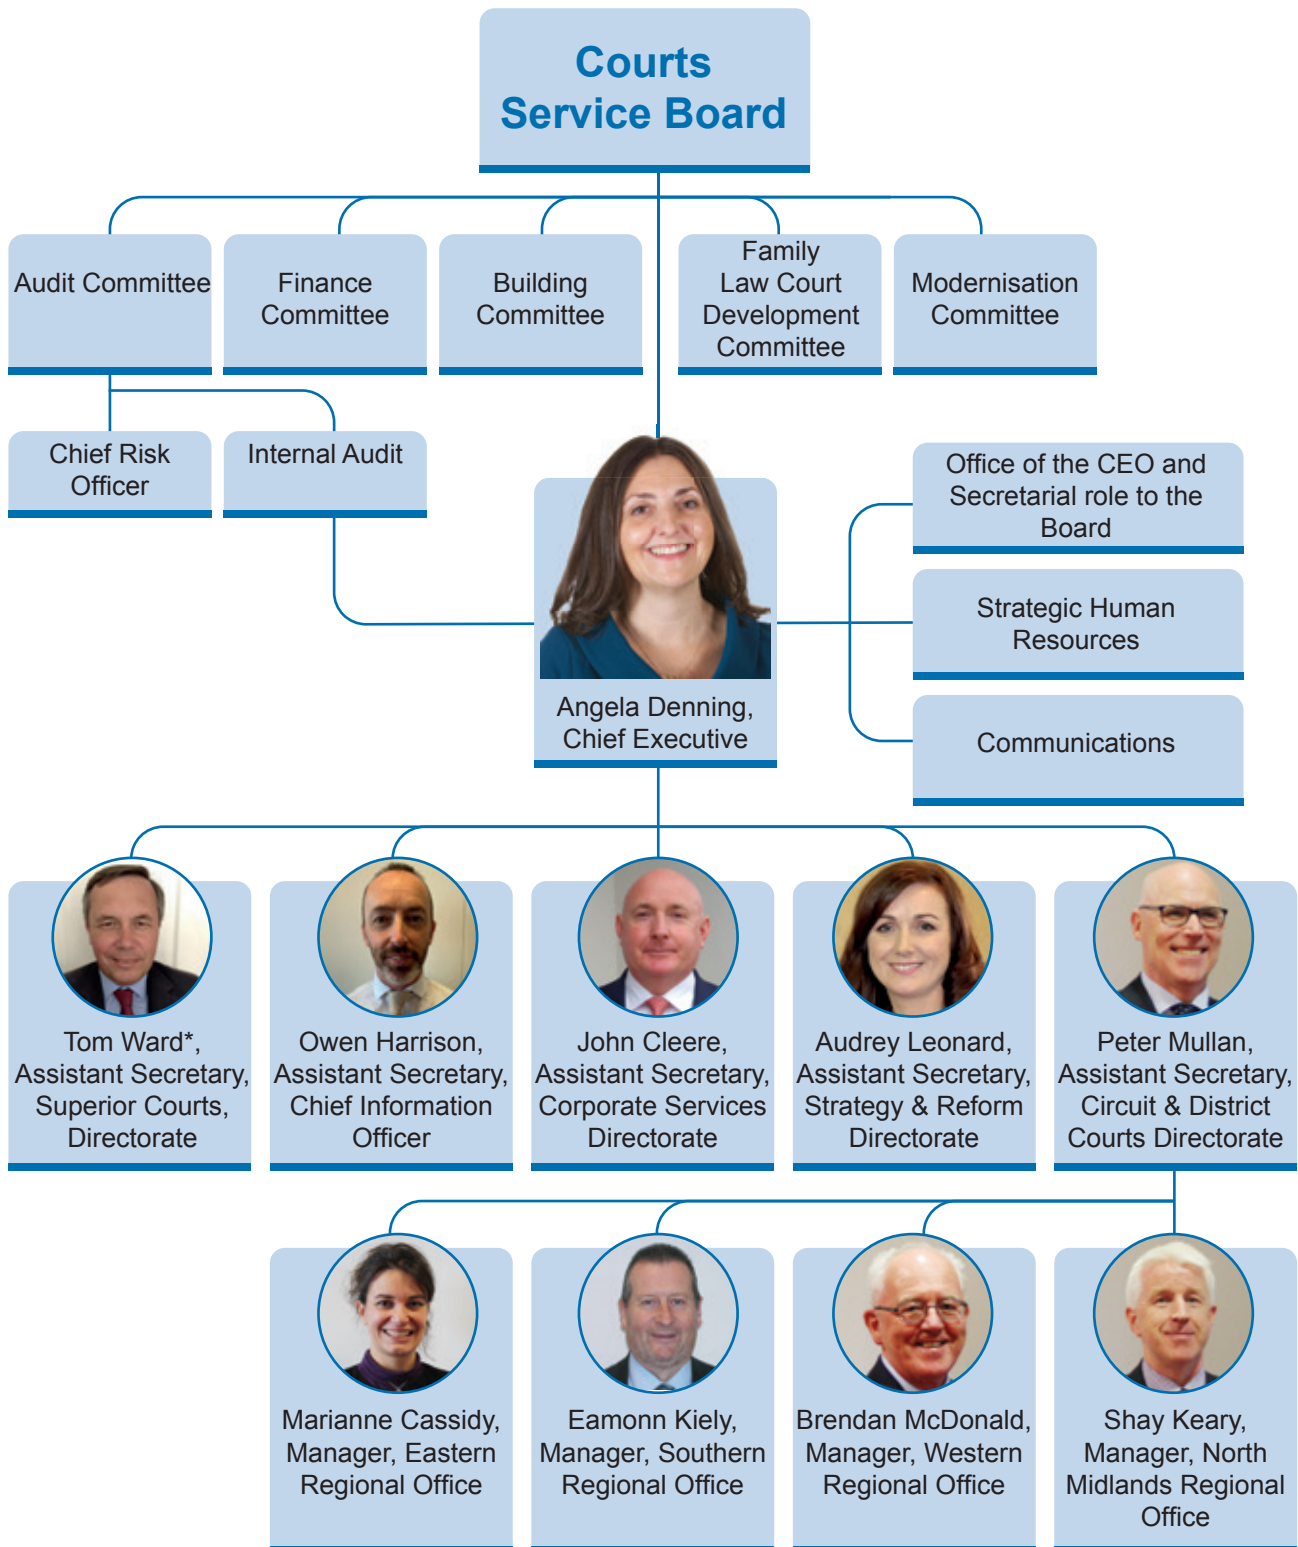 Courts
Service Board
Audit Committee
Finance
Committee
Building
Committee
Family
Law Court
Development
Committee
Modernisation
Committee
Chief Risk
Officer
Internal Audit
Office of the CEO and
Secretarial role to the
Board
Strategic Human
Resources
Communications
Angela Denning,
Chief Executive
Tom Ward*,
Assistant Secretary,
Superior Courts,
Directorate
Owen Harrison,
Assistant Secretary,
Chief Information
Officer
John Cleere,
Assistant Secretary,
Corporate Services
Directorate
Audrey Leonard,
Assistant Secretary,
Strategy & Reform
Directorate
Peter Mullan,
Assistant Secretary,
Circuit & District
Courts Directorate
Marianne Cassidy,
Manager, Eastern
Regional Office
Eamonn Kiely,
Manager, Southern
Regional Office
Brendan McDonald,
Manager, Western
Regional Office
Shay Keary,
Manager, North
Midlands Regional
Office